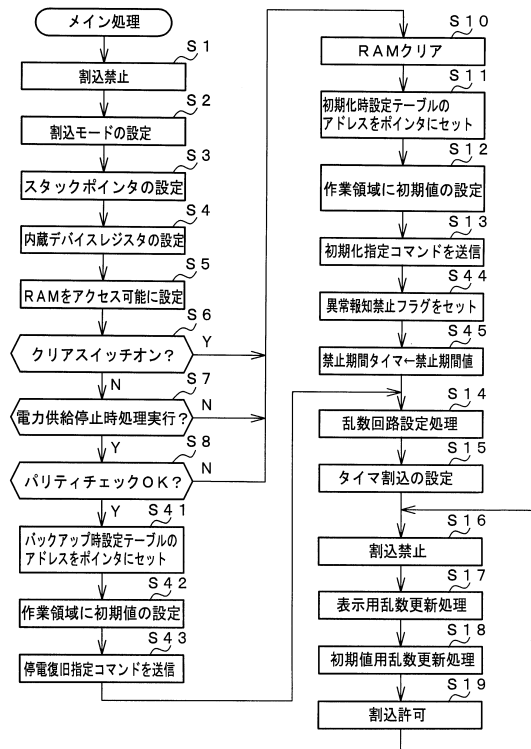 メイン処理
S1
割込禁止
S2
割込モードの設定
S3
スタックポインタの設定
S4
内蔵デバイスレジスタの設定
S5
RAMをアクセス可能に設定
S6
クリアスイッチオン?
Y
N
S7
電力供給停止時処理実行?
N
Y
S8
パリティチェックOK?
N
Y
S41
バックアップ時設定テーブルの
アドレスをポインタにセット
S42
作業領域に初期値の設定
S43
停電復旧指定コマンドを送信
S10
RAMクリア
S11
初期化時設定テーブルの
アドレスをポインタにセット
S12
作業領域に初期値の設定
S13
初期化指定コマンドを送信
S44
異常報知禁止フラグをセット
S45
禁止期間タイマ←禁止期間値
S14
乱数回路設定処理
S15
タイマ割込の設定
S16
割込禁止
S17
表示用乱数更新処理
S18
初期値用乱数更新処理
S19
割込許可